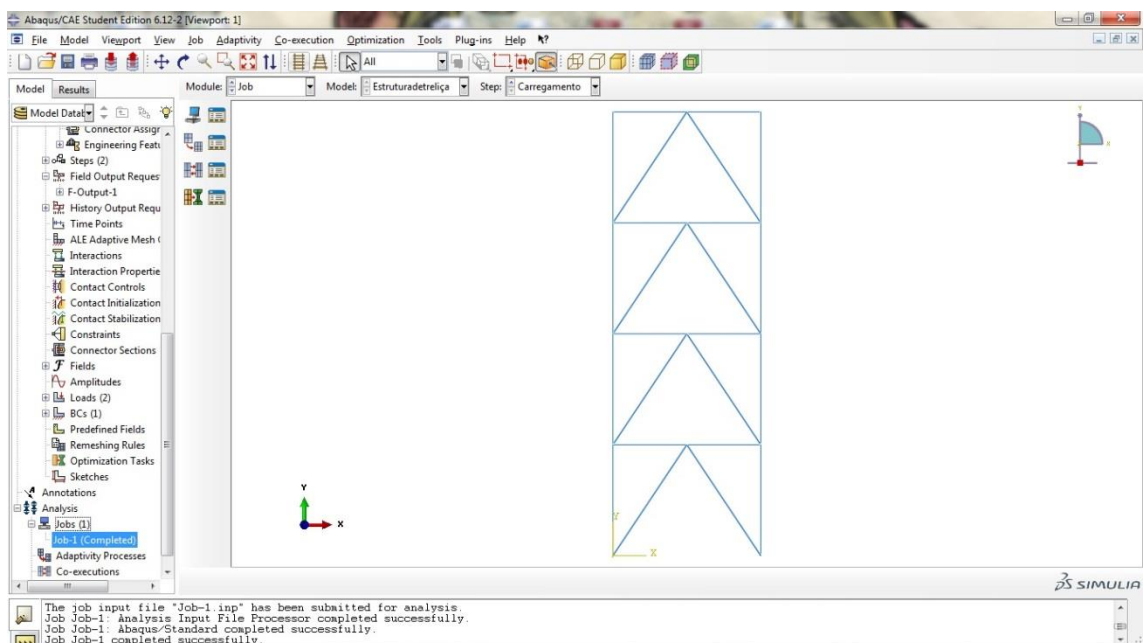 Abaqus/CAE Student Edition 6.12-2 [Viewport: 1]
File Model Viewport View Job Adaptivity Co-execution Optimization Tools Plug-ins Help
All
Model Results
Module: Job Model: Estruturadetreliça Step: Carregamento
Model Datab
Connector Assigr
Engineering Featu
Steps (2)
Field Output Reques
F-Output-1
History Output Requ
Time Points
ALE Adaptive Mesh
Interactions
Interaction Propertie
Contact Controls
Contact Initialization
Contact Stabilization
Constraints
Connector Sections
Fields
Amplitudes
Loads (2)
BCs (1)
Predefined Fields
Remeshing Rules
Optimization Tasks
Sketches
Annotations
Analysis
Jobs (1)
Job-1 (Completed)
Adaptivity Processes
Co-executions
Y
X
Y
X
Y
X
SIMULIA
The job input file "Job-1.inp" has been submitted for analysis.
Job Job-1: Analysis Input File Processor completed successfully.
Job Job-1: Abaqus/Standard completed successfully.
Job Job-1 completed successfully.